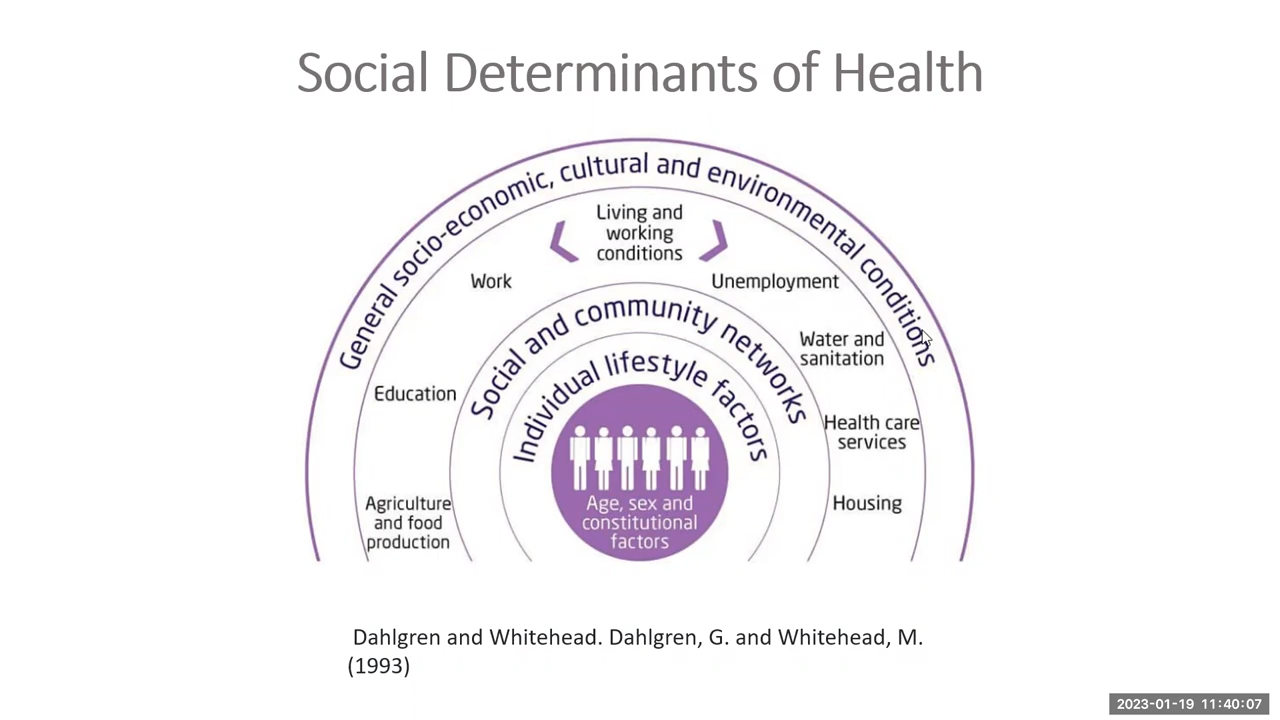 Social Determinants of Health
General socio-economic, cultural and environmental conditions
Living and
working
conditions
Work
Unemployment
Social and community networks
Water and
sanitation
Individual lifestyle factors
Education
Health care
services
Agriculture
and food
production
Housing
Age, sex and
constitutional
factors
Dahlgren and Whitehead. Dahlgren, G. and Whitehead, M.
(1993)
2023-01-19 11:40:07